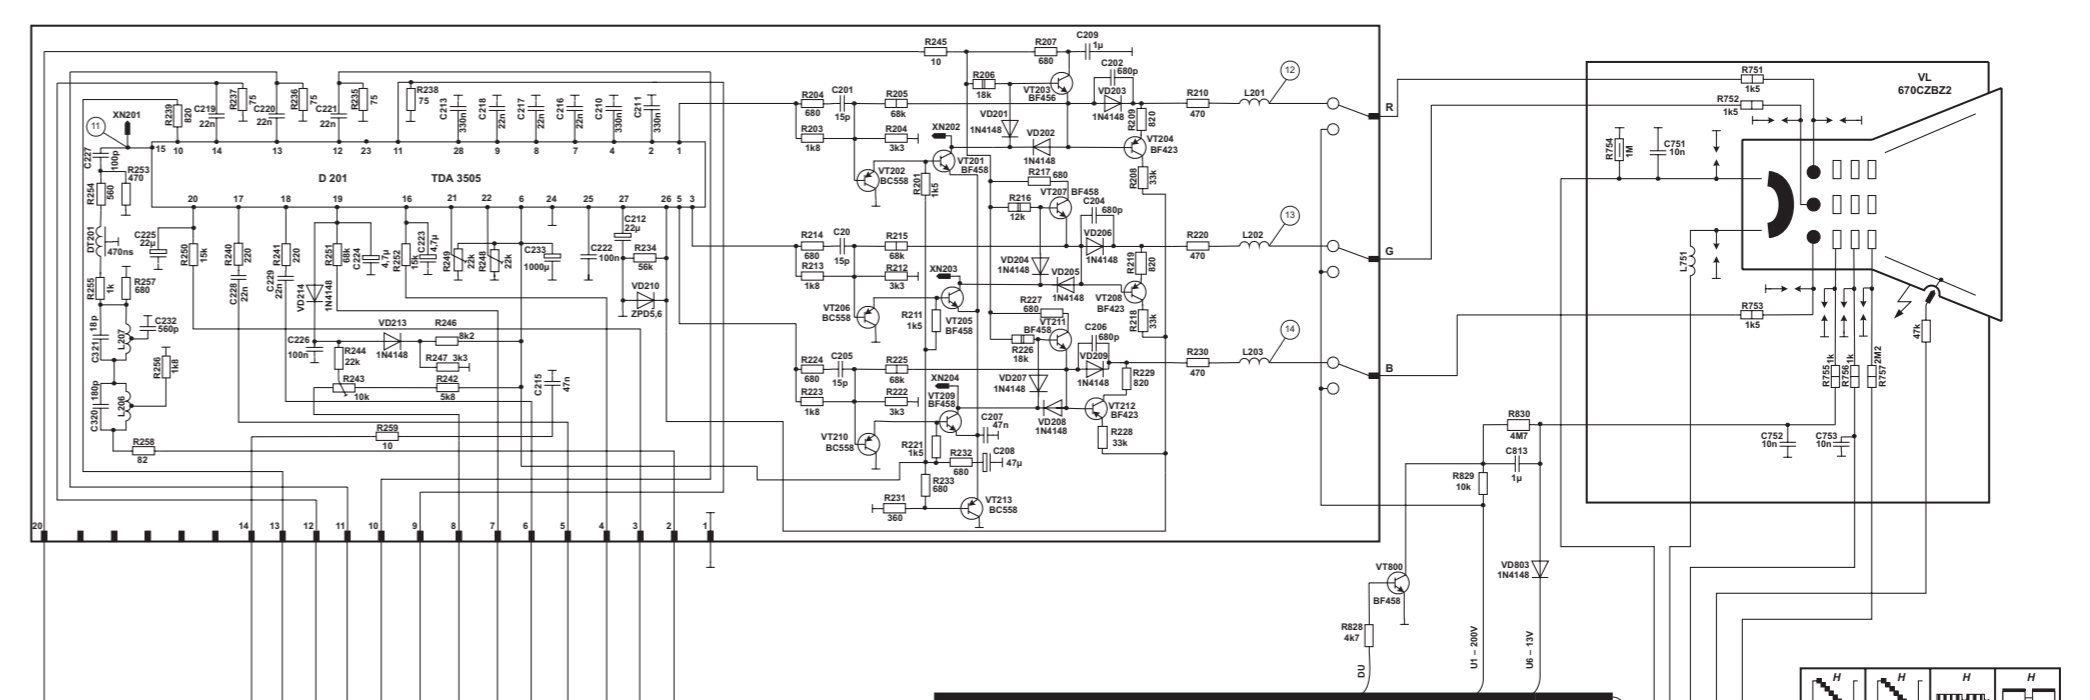 R245
10
R207
680
C209
1µ
R206
18k
VT203
BF456
C202
680p
VD203
1N4148
R210
470
L201
12
R
R751
1k5
R752
1k5
VL
670CZBZ2
XN201
11
R239
820
C219
22n
R237
75
C220
22n
R236
75
C221
22n
R235
75
R238
75
C213
330n
C218
22n
C217
22n
C216
22n
C210
330n
C211
330n
R204
680
C201
15p
R205
68k
R203
1k8
R204
3k3
XN202
VD201
1N4148
VD202
1N4148
R209
820
VT204
BF423
R208
33k
15
10
14
13
12
23
11
28
9
8
7
4
2
1
C227
100p
R253
470
R254
560
D 201
TDA 3505
VT202
BC558
VT201
BF458
R201
1k5
R217
680
VT207
BF458
R216
12k
C204
680p
R754
1M
C751
10n
20
17
18
19
16
21
22
6
24
25
27
26
5
3
DT201
470ns
C225
22µ
R250
15k
R240
220
R241
220
R251
68k
C224
4,7µ
R252
15k
C223
4,7µ
R249
22k
R248
22k
C233
1000µ
C222
100n
C212
22µ
R234
56k
VD210
ZPD5,6
C228
22n
C229
22n
VD214
1N4148
R214
680
C20
15p
R215
68k
R213
1k8
R212
3k3
XN203
VD204
1N4148
VD205
1N4148
VD206
1N4148
R219
820
VT208
BF423
R218
33k
R220
470
L202
13
G
L751
R255
1k
R257
680
C232
560p
C321
18p
L207
R256
1k8
C320
180p
L206
R258
82
VD213
1N4148
R246
8k2
R247
3k3
C226
100n
R244
22k
R243
10k
R242
5k8
C215
47n
R259
10
VT206
BC558
R211
1k5
VT205
BF458
R227
680
VT211
BF458
R226
18k
C206
680p
VD209
1N4148
R224
680
C205
15p
R225
68k
R223
1k8
R222
3k3
XN204
VD207
1N4148
VD208
1N4148
R229
820
VT212
BF423
R228
33k
R230
470
L203
14
B
R753
1k5
47k
R755
1k
R756
1k
R757
2M2
VT209
BF458
VT210
BC558
R221
1k5
C207
47n
R232
680
C208
47µ
R233
680
R231
360
VT213
BC558
R830
4M7
C813
1µ
R829
10k
C752
10n
C753
10n
20
14
13
12
11
10
9
8
7
6
5
4
3
2
1
VT800
BF458
VD803
1N4148
R828
4k7
DU
U1 – 200V
U6 – 13V
H
H
H
H